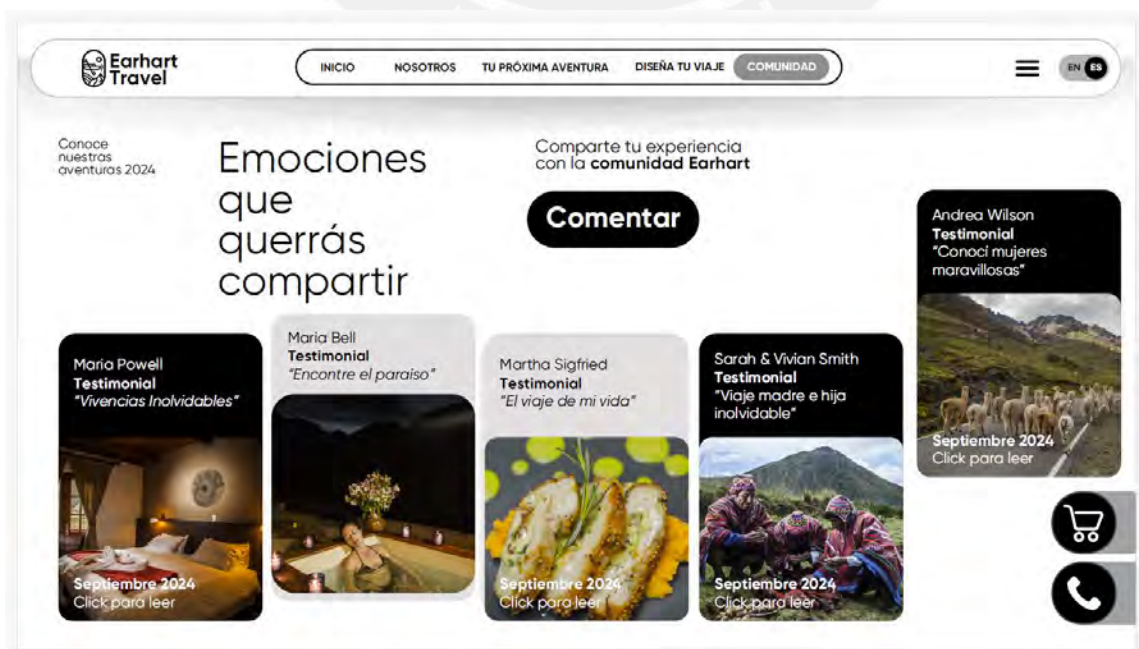 Earhart
Travel
INICIO NOSOTROS TU PRÓXIMA AVENTURA DISEÑA TU VIAJE COMUNIDAD
EN ES
Conoce
nuestras
aventuras 2024
Emociones
que
querrás
compartir
Comparte tu experiencia
con la comunidad Earhart
Comentar
Maria Powell
Testimonial
"Vivencias Inolvidables"
Septiembre 2024
Click para leer
Maria Bell
Testimonial
"Encontre el paraiso"
Martha Sigfried
Testimonial
"El viaje de mi vida"
Septiembre 2024
Click para leer
Sarah & Vivian Smith
Testimonial
"Viaje madre e hija
inolvidable"
Septiembre 2024
Click para leer
Andrea Wilson
Testimonial
"Conocí mujeres
maravillosas"
Septiembre 2024
Click para leer